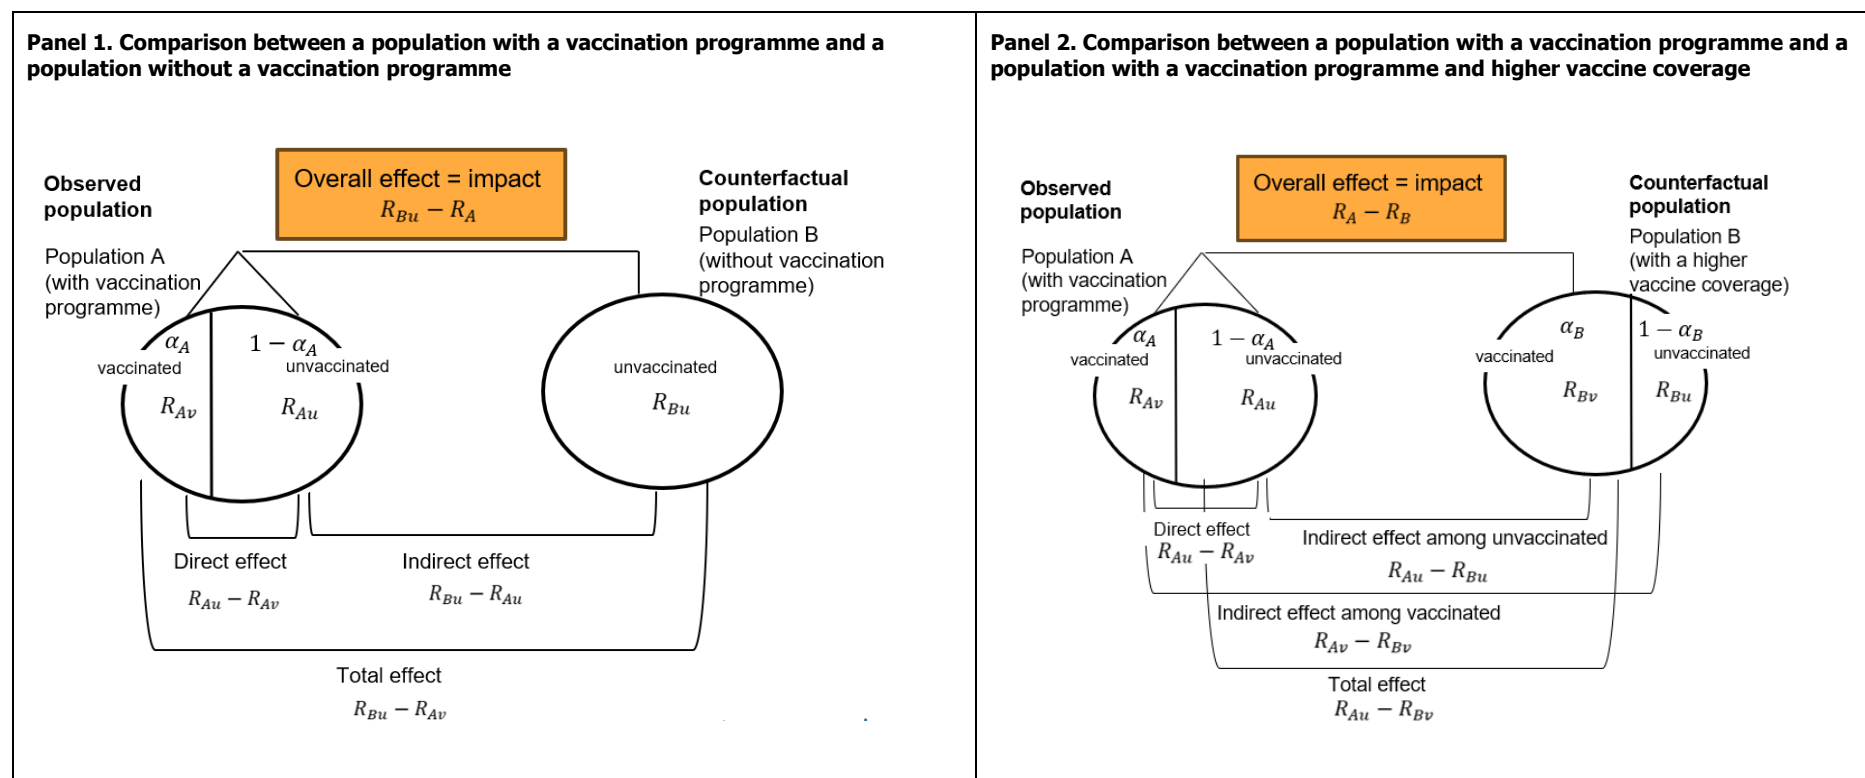 Panel 1. Comparison between a population with a vaccination programme and a
population without a vaccination programme
Overall effect = impact
R_Bu − R_A
Observed
population
Population A
(with vaccination
programme)
Counterfactual
population
Population B
(without vaccination
programme)
α_A
1 − α_A
vaccinated
unvaccinated
R_Av
R_Au
unvaccinated
R_Bu
Direct effect
R_Au − R_Av
Indirect effect
R_Bu − R_Au
Total effect
R_Bu − R_Av
Panel 2. Comparison between a population with a vaccination programme and a
population with a vaccination programme and higher vaccine coverage
Overall effect = impact
R_A − R_B
Observed
population
Population A
(with vaccination
programme)
Counterfactual
population
Population B
(with a higher
vaccine coverage)
α_A
1 − α_A
vaccinated
unvaccinated
R_Av
R_Au
α_B
1 − α_B
vaccinated
unvaccinated
R_Bv
R_Bu
Direct effect
R_Au − R_Av
Indirect effect among unvaccinated
R_Au − R_Bu
Indirect effect among vaccinated
R_Av − R_Bv
Total effect
R_Au − R_Bv